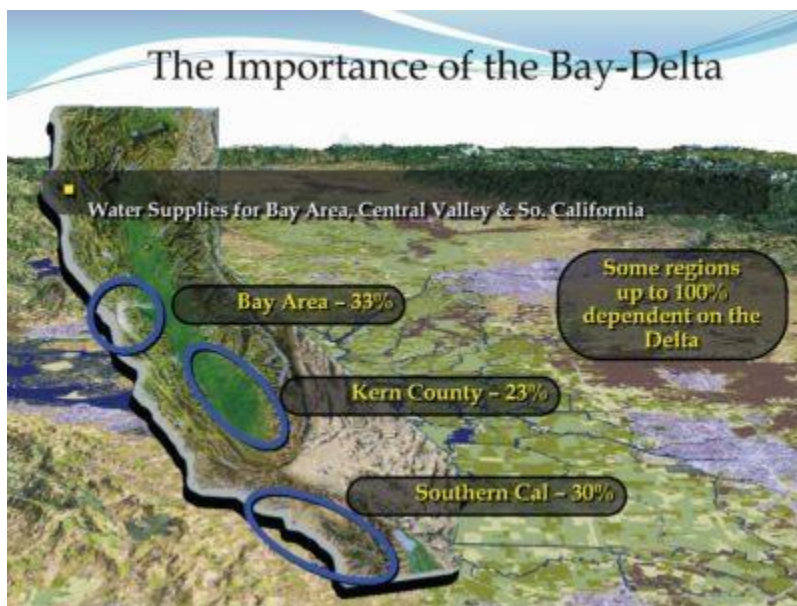 The Importance of the Bay-Delta
Water Supplies for Bay Area, Central Valley & So. California
Some regions
up to 100%
dependent on the
Delta
Bay Area – 33%
Kern County – 23%
Southern Cal – 30%